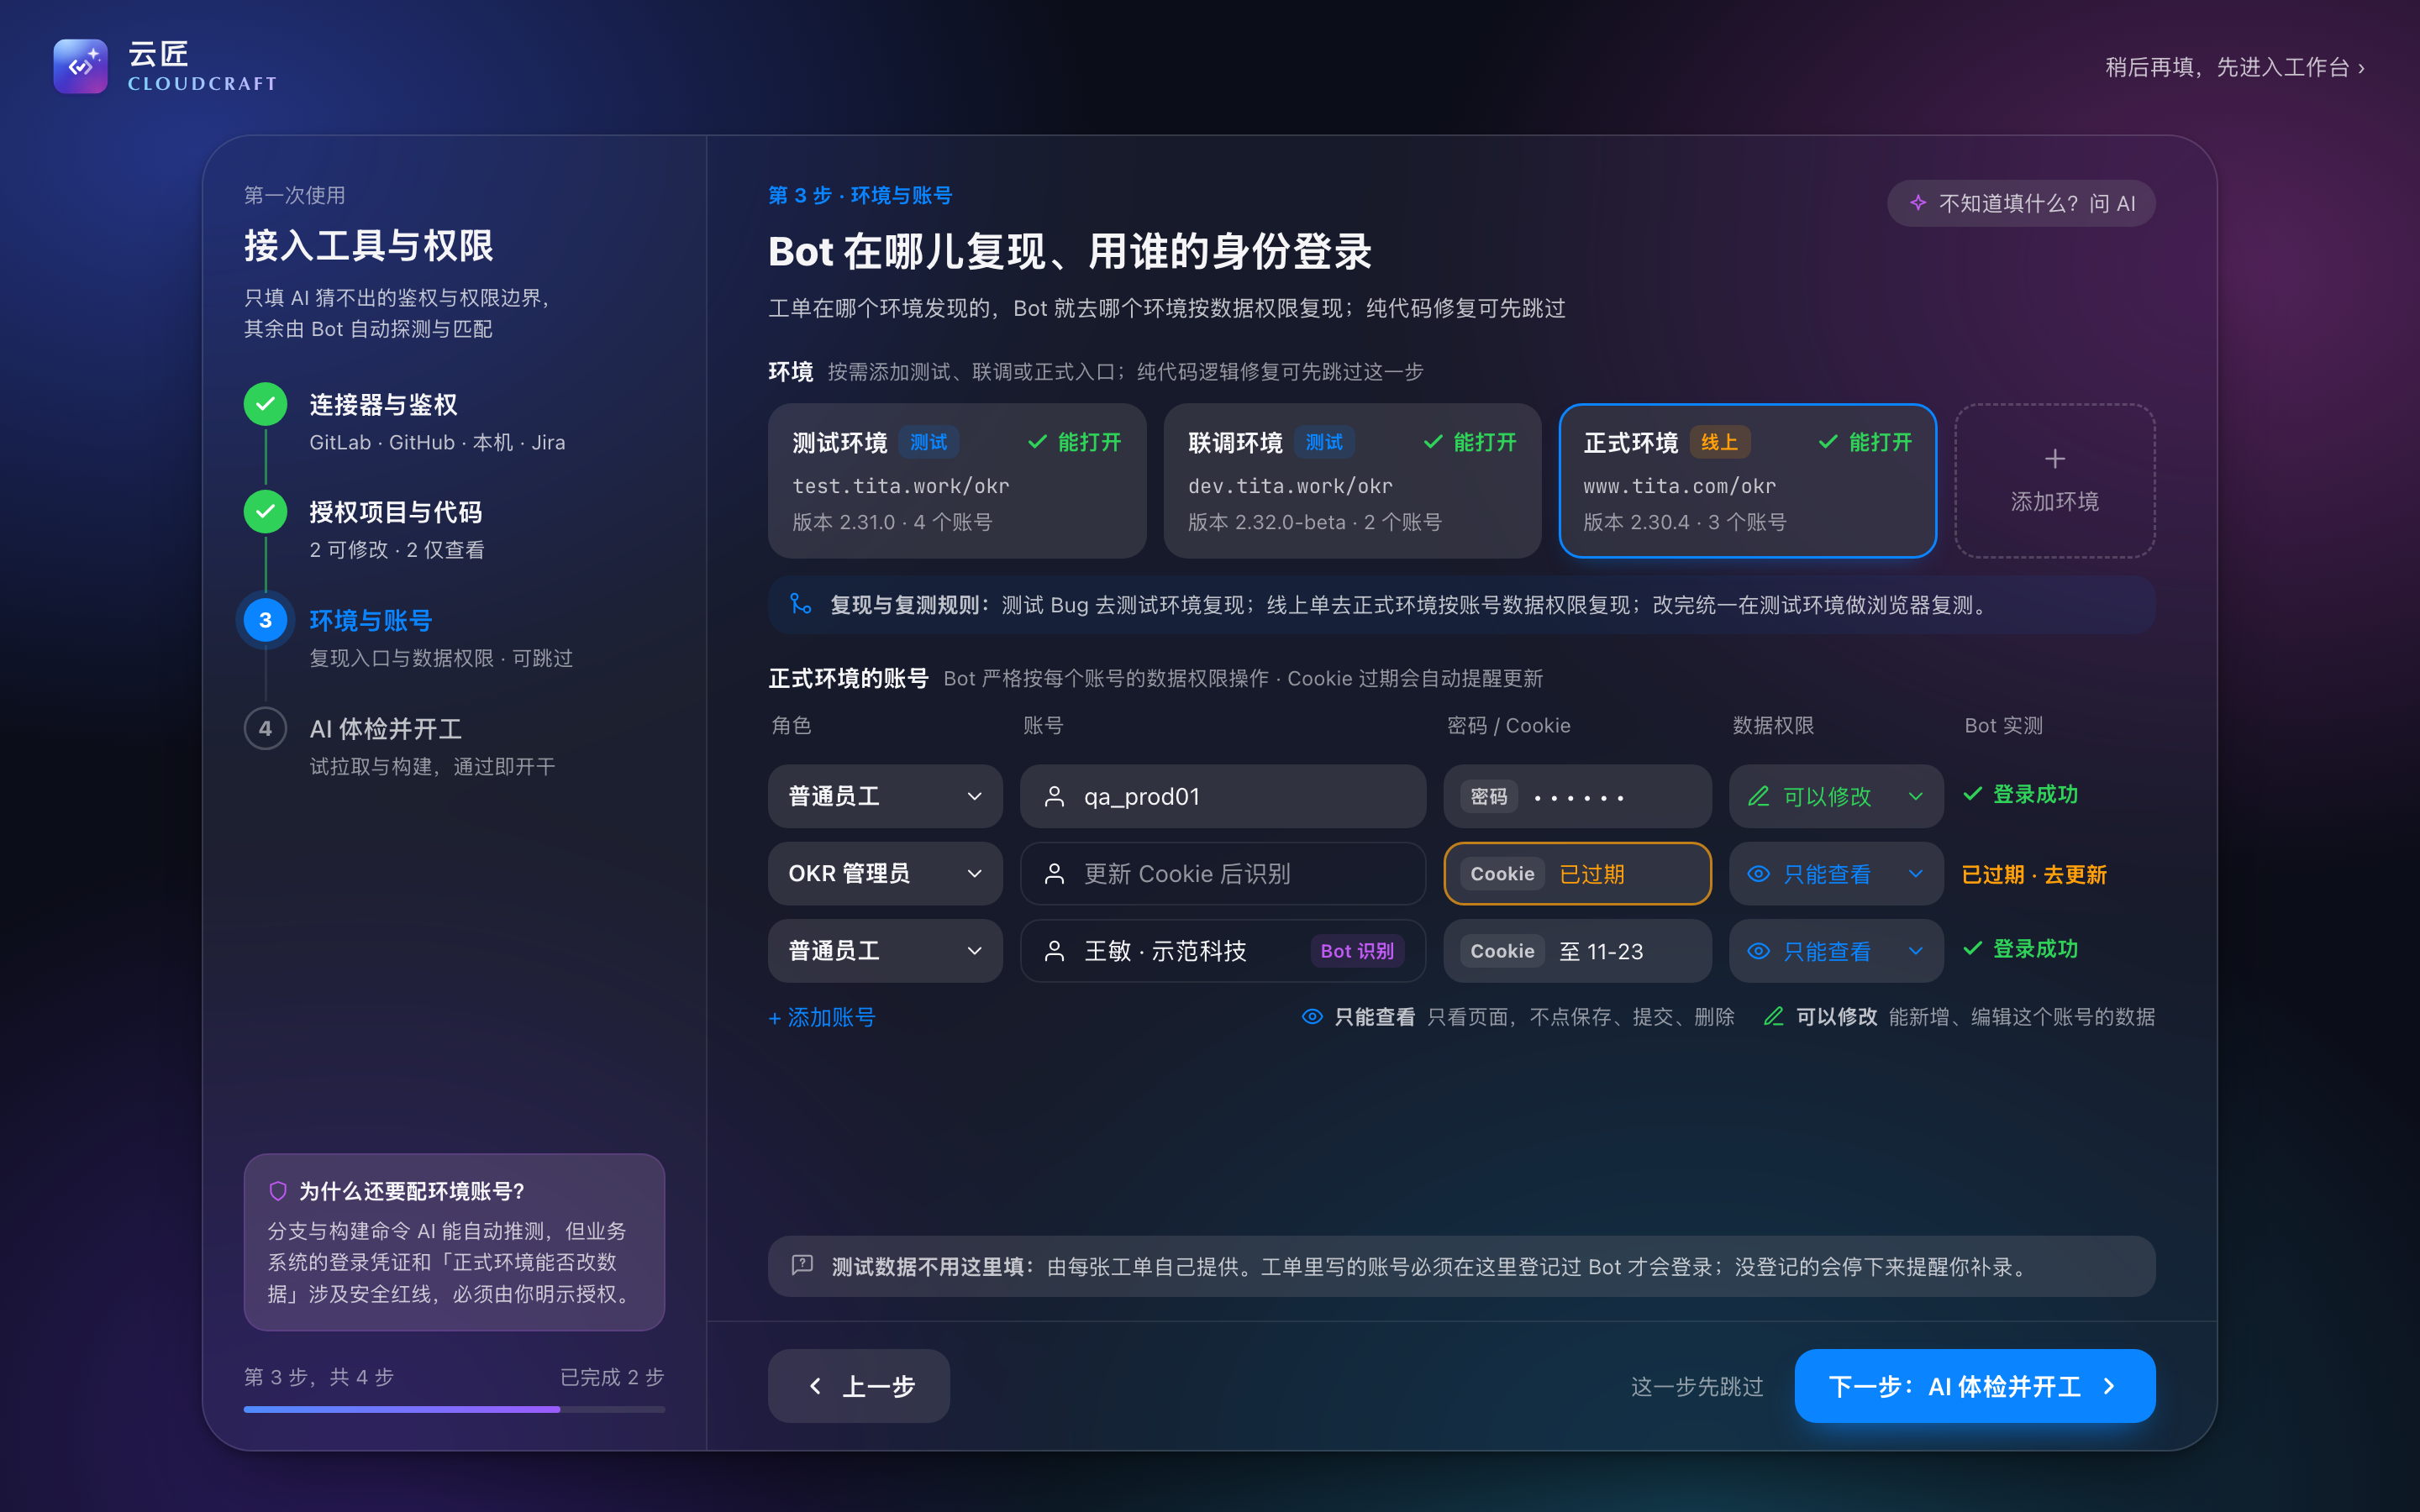 云匠
CLOUDCRAFT
稍后再填，先进入工作台 ›
第一次使用
接入工具与权限
只填 AI 猜不出的鉴权与权限边界，
其余由 Bot 自动探测与匹配
连接器与鉴权
GitLab · GitHub · 本机 · Jira
授权项目与代码
2 可修改 · 2 仅查看
3 环境与账号
复现入口与数据权限 · 可跳过
4 AI 体检并开工
试拉取与构建，通过即开干
为什么还要配环境账号？
分支与构建命令 AI 能自动推测，但业务
系统的登录凭证和「正式环境能否改数
据」涉及安全红线，必须由你明示授权。
第 3 步，共 4 步 已完成 2 步
第 3 步 · 环境与账号
不知道填什么？问 AI
Bot 在哪儿复现、用谁的身份登录
工单在哪个环境发现的，Bot 就去哪个环境按数据权限复现；纯代码修复可先跳过
环境 按需添加测试、联调或正式入口；纯代码逻辑修复可先跳过这一步
测试环境 测试 能打开
test.tita.work/okr
版本 2.31.0 · 4 个账号
联调环境 测试 能打开
dev.tita.work/okr
版本 2.32.0-beta · 2 个账号
正式环境 线上 能打开
www.tita.com/okr
版本 2.30.4 · 3 个账号
+
添加环境
复现与复测规则：测试 Bug 去测试环境复现；线上单去正式环境按账号数据权限复现；改完统一在测试环境做浏览器复测。
正式环境的账号 Bot 严格按每个账号的数据权限操作 · Cookie 过期会自动提醒更新
角色 账号 密码 / Cookie 数据权限 Bot 实测
普通员工 qa_prod01 密码 • • • • • • 可以修改 登录成功
OKR 管理员 更新 Cookie 后识别 Cookie 已过期 只能查看 已过期 · 去更新
普通员工 王敏 · 示范科技 Bot 识别 Cookie 至 11-23 只能查看 登录成功
+ 添加账号 只能查看 只看页面，不点保存、提交、删除 可以修改 能新增、编辑这个账号的数据
测试数据不用这里填：由每张工单自己提供。工单里写的账号必须在这里登记过 Bot 才会登录；没登记的会停下来提醒你补录。
上一步 这一步先跳过 下一步：AI 体检并开工